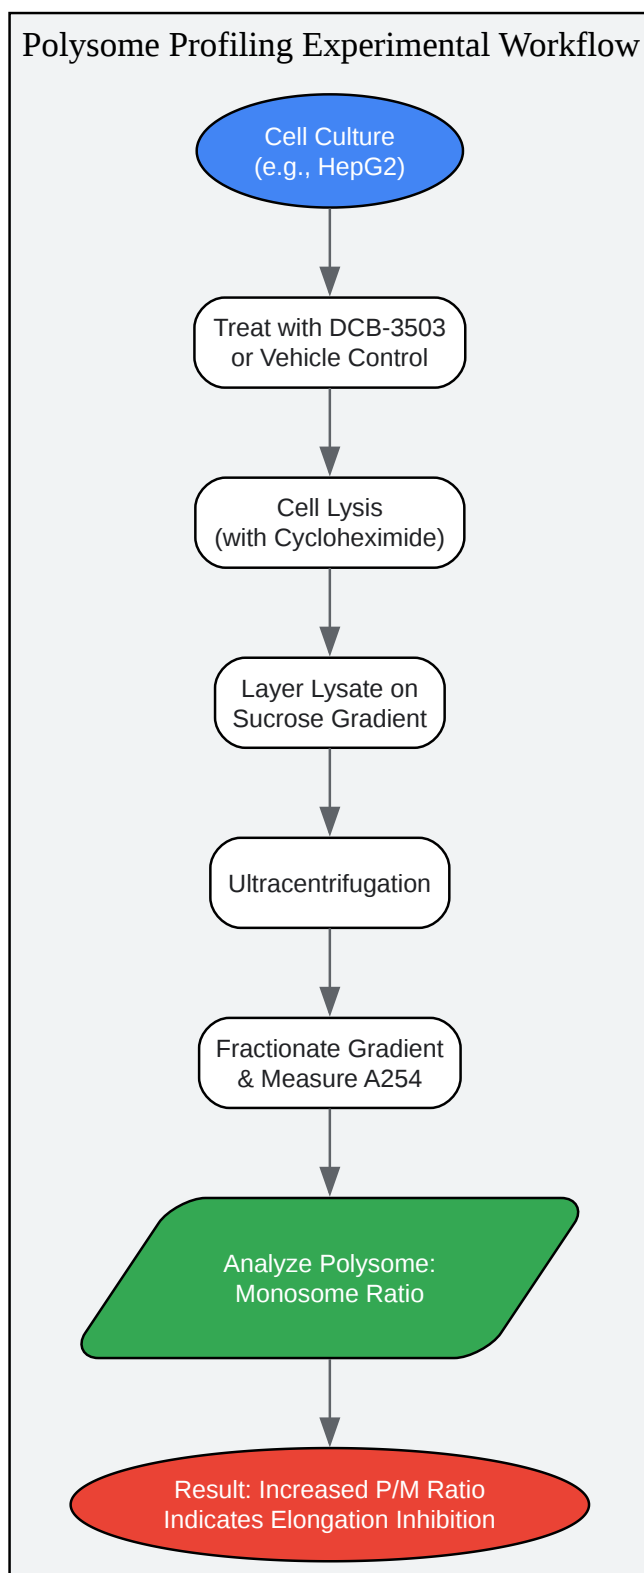 Polysome Profiling Experimental Workflow
Cell Culture
(e.g., HepG2)
Treat with DCB-3503
or Vehicle Control
Cell Lysis
(with Cycloheximide)
Layer Lysate on
Sucrose Gradient
Ultracentrifugation
Fractionate Gradient
& Measure A254
Analyze Polysome:
Monosome Ratio
Result: Increased P/M Ratio
Indicates Elongation Inhibition